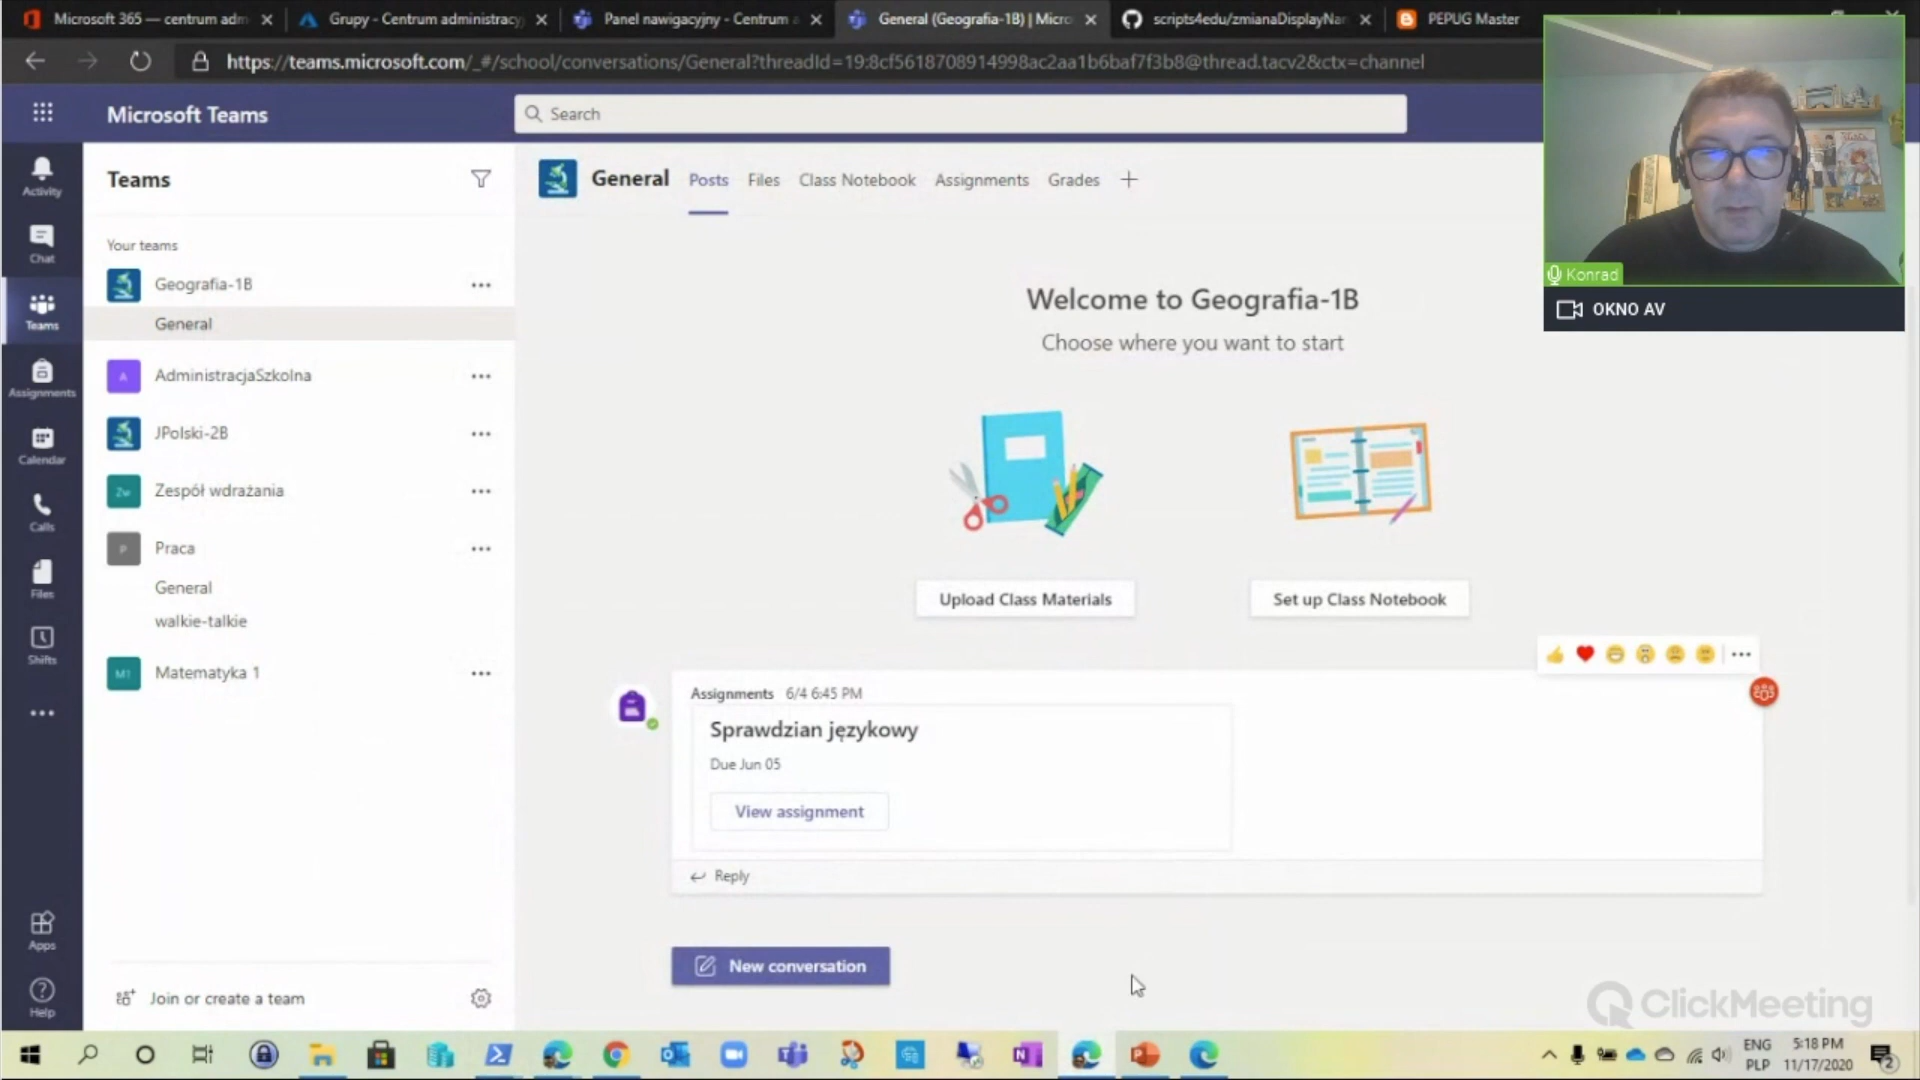 Microsoft 365 — centrum adm
Grupy - Centrum administracy
Panel nawigacyjny - Centrum a
General (Geografia-1B) | Micro
scripts4edu/zmianaDisplayNa
PEPUG Master
https://teams.microsoft.com/_#/school/conversations/General?threadId=19:8cf5618708914998ac2aa1b6baf7f3b8@thread.tacv2&ctx=channel
Microsoft Teams
Search
Konrad
OKNO AV
Activity
Chat
Teams
Assignments
Calendar
Calls
Files
Shifts
Apps
Help
Teams
Your teams
Geografia-1B
General
A AdministracjaSzkolna
JPolski-2B
Zw Zespół wdrażania
P Praca
General
walkie-talkie
M1 Matematyka 1
Join or create a team
General Posts Files Class Notebook Assignments Grades
Welcome to Geografia-1B
Choose where you want to start
Upload Class Materials
Set up Class Notebook
Assignments 6/4 6:45 PM
Sprawdzian językowy
Due Jun 05
View assignment
Reply
New conversation
ClickMeeting
ENG
PLP
5:18 PM
11/17/2020
2